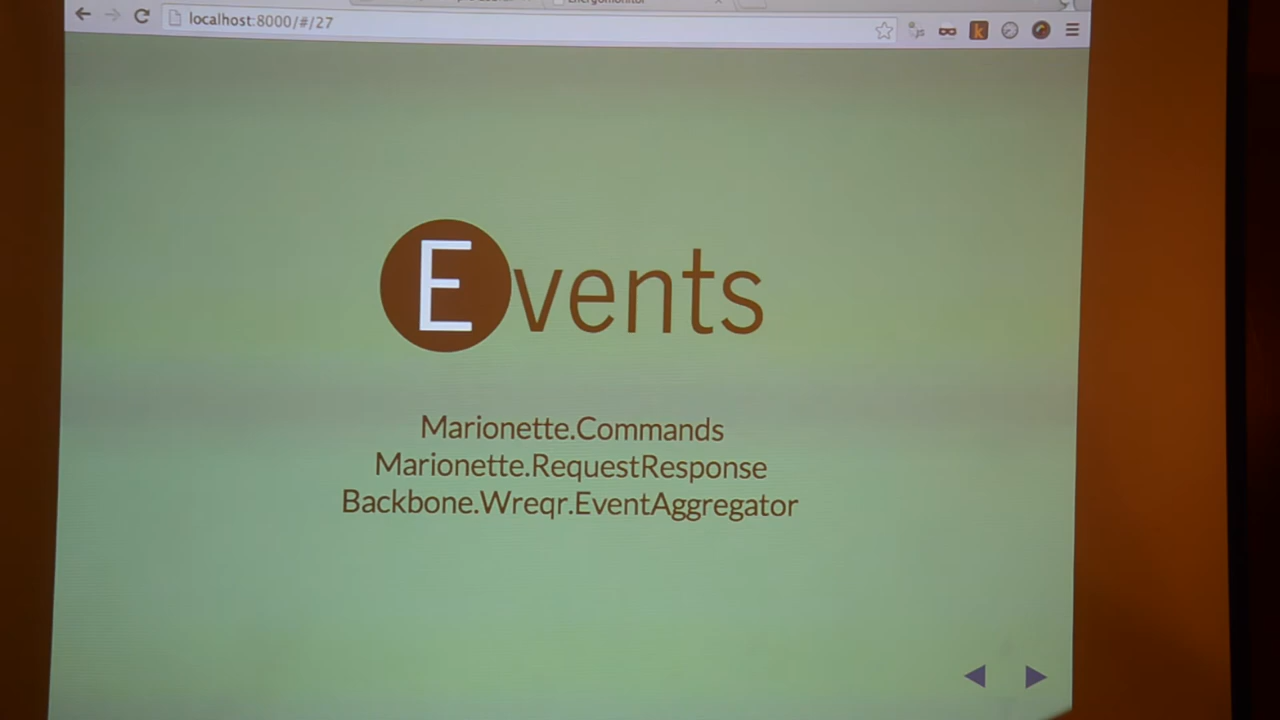 localhost:8000/#/27
Events
Marionette.Commands
Marionette.RequestResponse
Backbone.Wreqr.EventAggregator